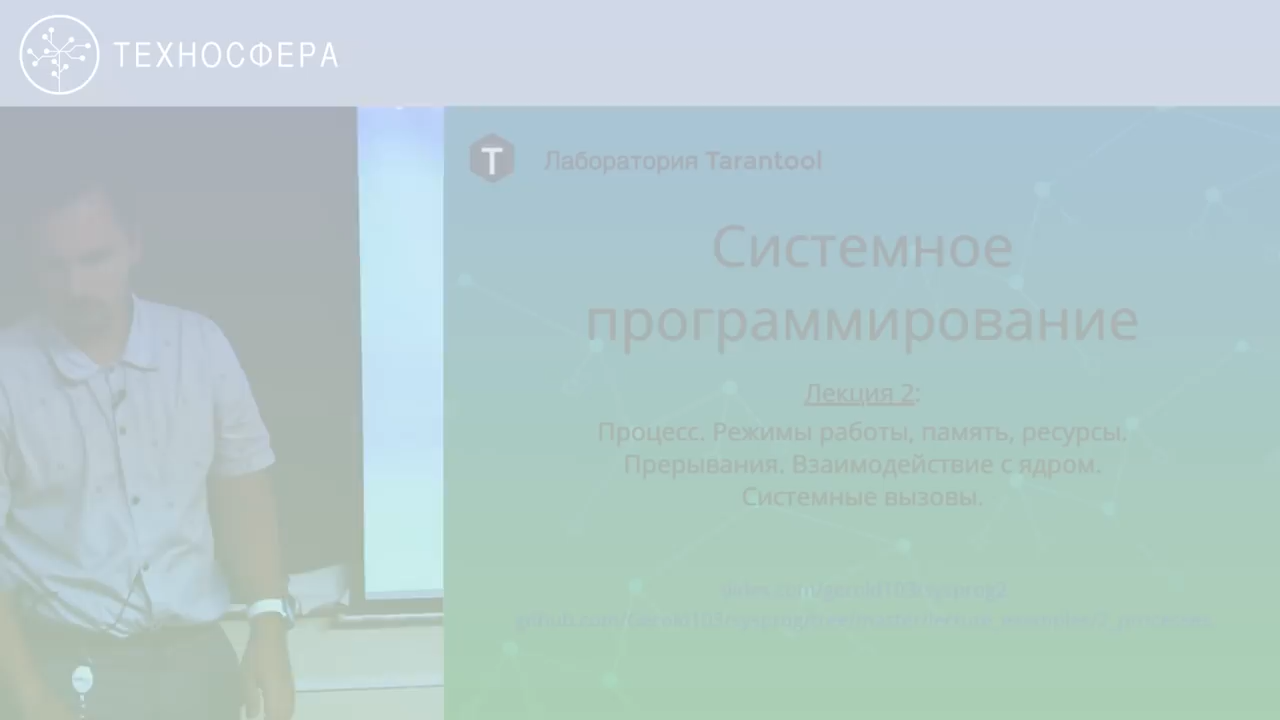 ТЕХНОСФЕРА
T
Лаборатория Tarantool
Системное
программирование
Лекция 2:
Процесс. Режимы работы, память, ресурсы.
Прерывания. Взаимодействие с ядром.
Системные вызовы.